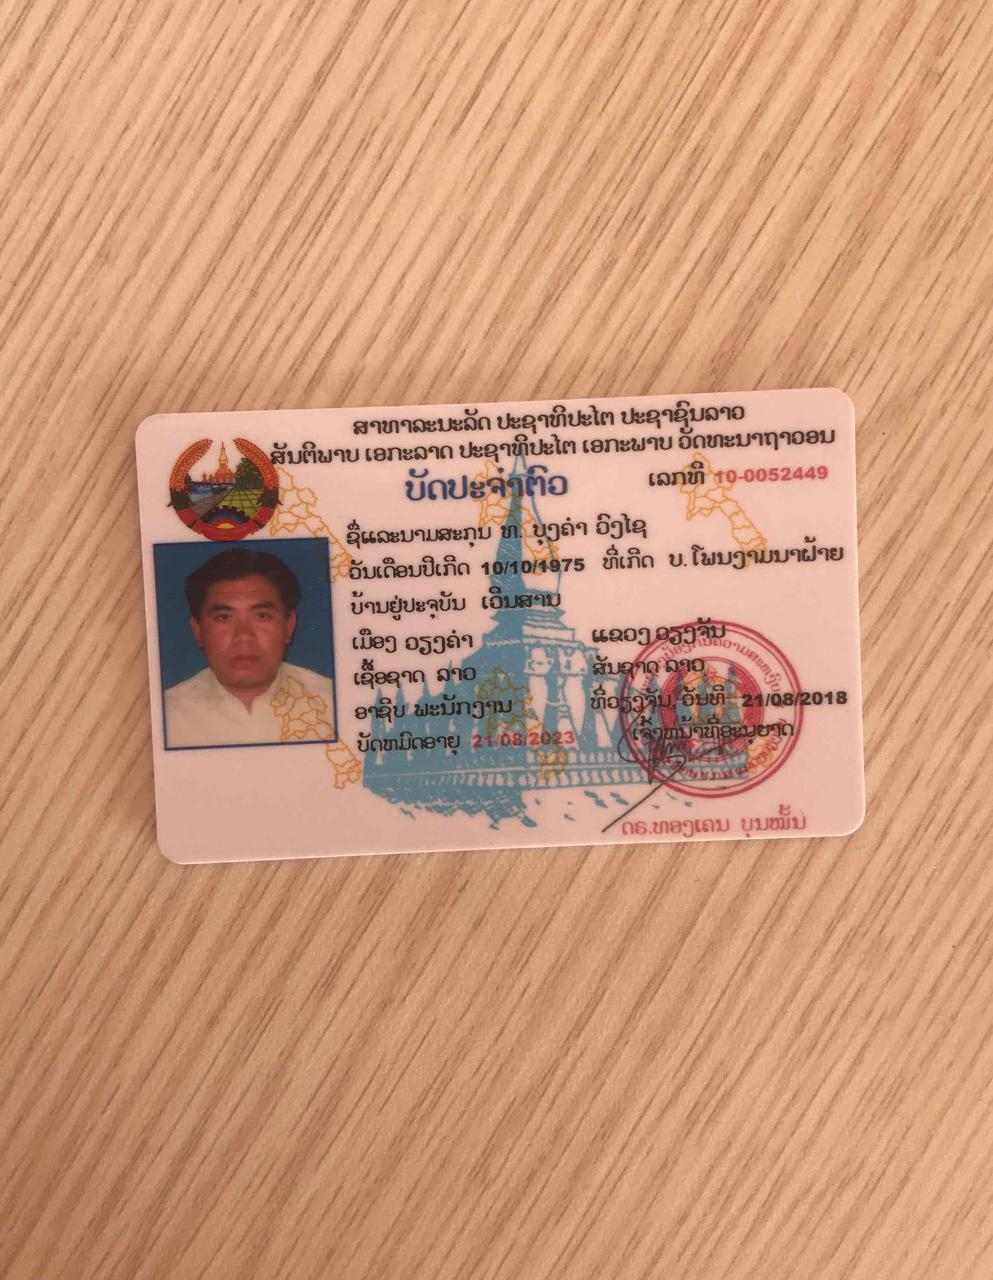 ສາທາລະນະລັດ ປະຊາທິປະໄຕ ປະຊາຊົນລາວ
ສັນຕິພາບ ເອກະລາດ ປະຊາທິປະໄຕ ເອກະພາບ ວັດທະນາຖາວອນ
ບັດປະຈຳຕົວ ເລກທີ 10-0052449
ຊື່ແລະນາມສະກຸນ ທ. ບຸງຄຳ ວົງໄຊ
ວັນເດືອນປີເກີດ 10/10/1975 ທີ່ເກີດ ບ. ໂພນງາມນາຝ້າຍ
ບ້ານຢູ່ປະຈຸບັນ ເວີນສານ
ເມືອງ ວຽງຄຳ ແຂວງ ວຽງຈັນ
ເຊື້ອຊາດ ລາວ ສັນຊາດ ລາວ
ອາຊີບ ພະນັກງານ ທີ່ວຽງຈັນ, ວັນທີ 21/08/2018
ບັດຫມົດອາຍຸ 21/08/2023 ເຈົ້າຫນ້າທີ່ອະນຸຍາດ
ດຣ.ທອງເຄນ ບຸນໝັ້ນ